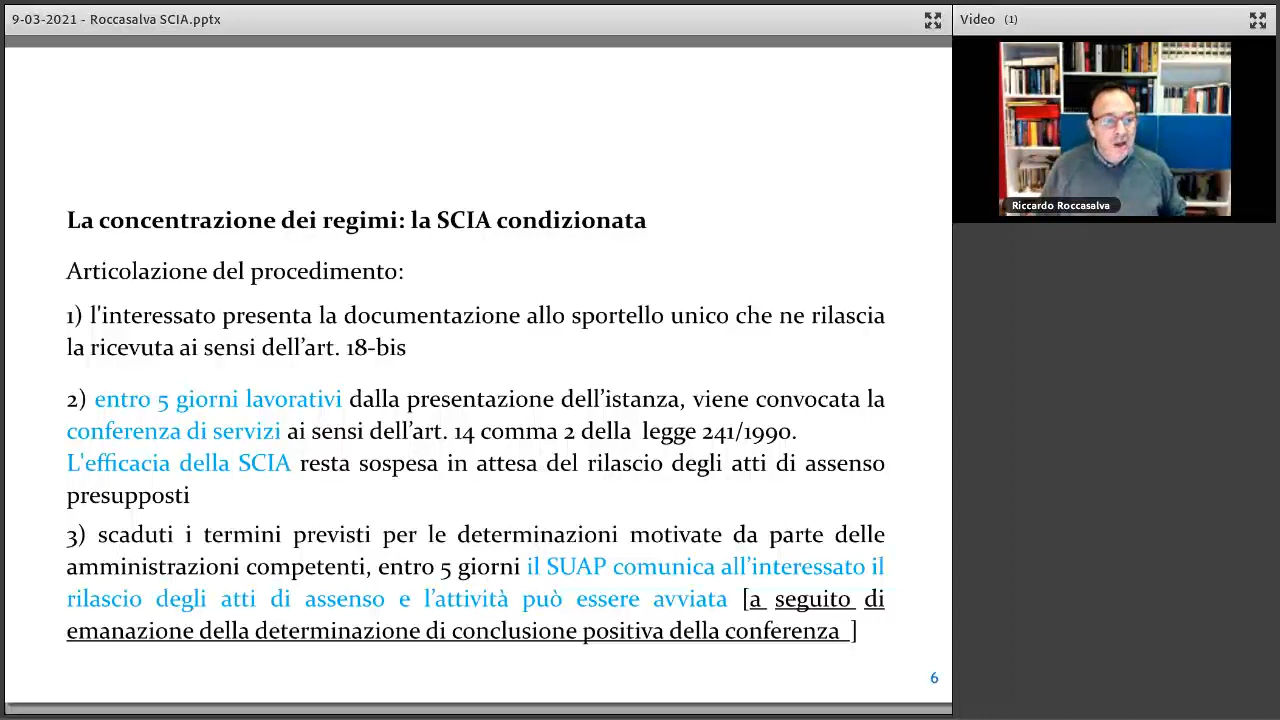 9-03-2021 - Roccasalva SCIA.pptx
Video (1)
Riccardo Roccasalva
La concentrazione dei regimi: la SCIA condizionata
Articolazione del procedimento:
1) l'interessato presenta la documentazione allo sportello unico che ne rilascia
la ricevuta ai sensi dell’art. 18-bis
2) entro 5 giorni lavorativi dalla presentazione dell’istanza, viene convocata la
conferenza di servizi ai sensi dell’art. 14 comma 2 della legge 241/1990.
L'efficacia della SCIA resta sospesa in attesa del rilascio degli atti di assenso
presupposti
3) scaduti i termini previsti per le determinazioni motivate da parte delle
amministrazioni competenti, entro 5 giorni il SUAP comunica all’interessato il
rilascio degli atti di assenso e l’attività può essere avviata [a seguito di
emanazione della determinazione di conclusione positiva della conferenza ]
6